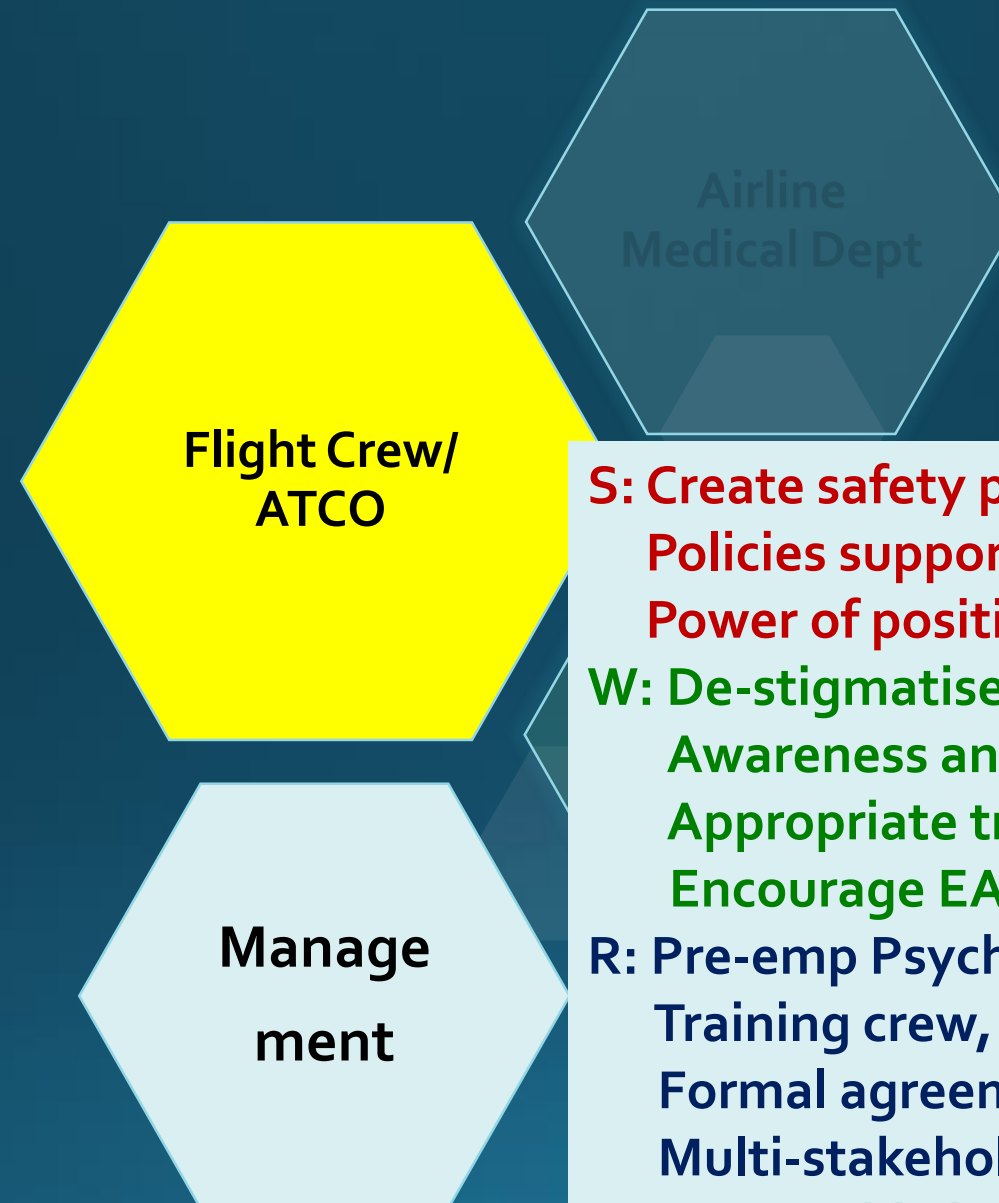 Airline
Medical Dept
Flight Crew/
ATCO
Manage
ment
S: Create safety p
Policies suppor
Power of positi
W: De-stigmatise
Awareness an
Appropriate tr
Encourage EA
R: Pre-emp Psych
Training crew,
Formal agreen
Multi-stakehol